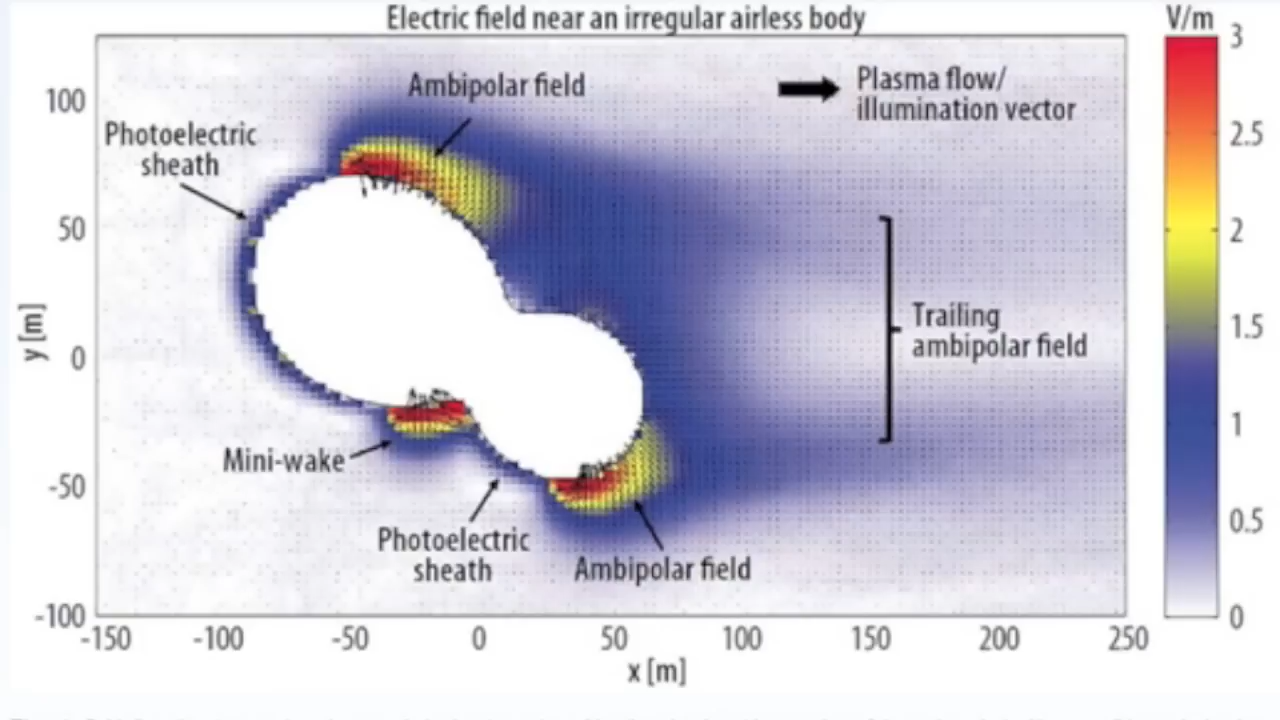 Electric field near an irregular airless body
V/m
Ambipolar field
Plasma flow/
illumination vector
Photoelectric
sheath
Trailing
ambipolar field
Mini-wake
Photoelectric
sheath
Ambipolar field
y [m]
100
50
0
-50
-100
-150 -100 -50 0 50 100 150 200 250
x [m]
3
2.5
2
1.5
1
0.5
0